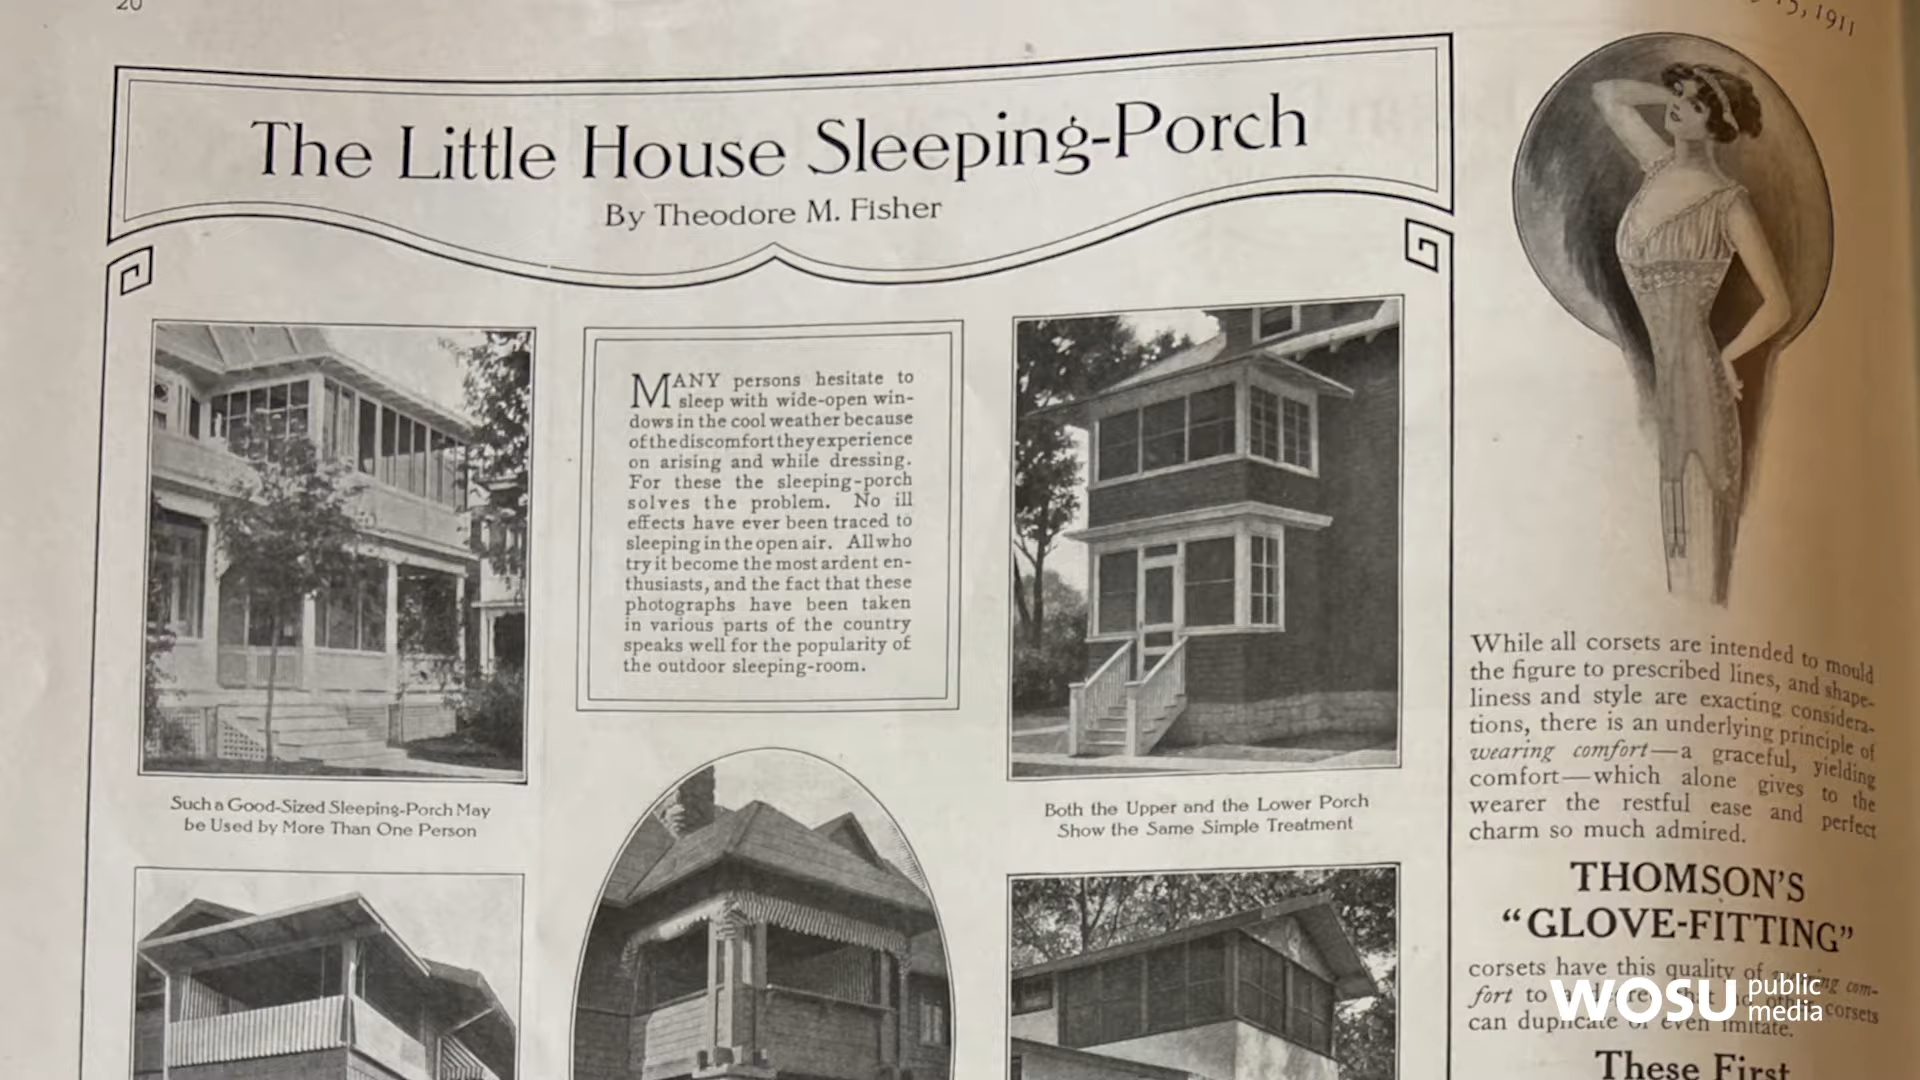 20
15, 1911
The Little House Sleeping-Porch
By Theodore M. Fisher
MANY persons hesitate to
sleep with wide-open win-
dows in the cool weather because
of the discomfort they experience
on arising and while dressing.
For these the sleeping-porch
solves the problem. No ill
effects have ever been traced to
sleeping in the open air. All who
try it become the most ardent en-
thusiasts, and the fact that these
photographs have been taken
in various parts of the country
speaks well for the popularity of
the outdoor sleeping-room.
Such a Good-Sized Sleeping-Porch May
be Used by More Than One Person
Both the Upper and the Lower Porch
Show the Same Simple Treatment
While all corsets are intended to mould
the figure to prescribed lines, and shape-
liness and style are exacting considera-
tions, there is an underlying principle of
wearing comfort—a graceful, yielding
comfort—which alone gives to the
wearer the restful ease and perfect
charm so much admired.
THOMSON'S
"GLOVE-FITTING"
corsets have this quality of wearing com-
fort to a degree that no other corsets
can duplicate or even imitate.
These First
WOSU public
media